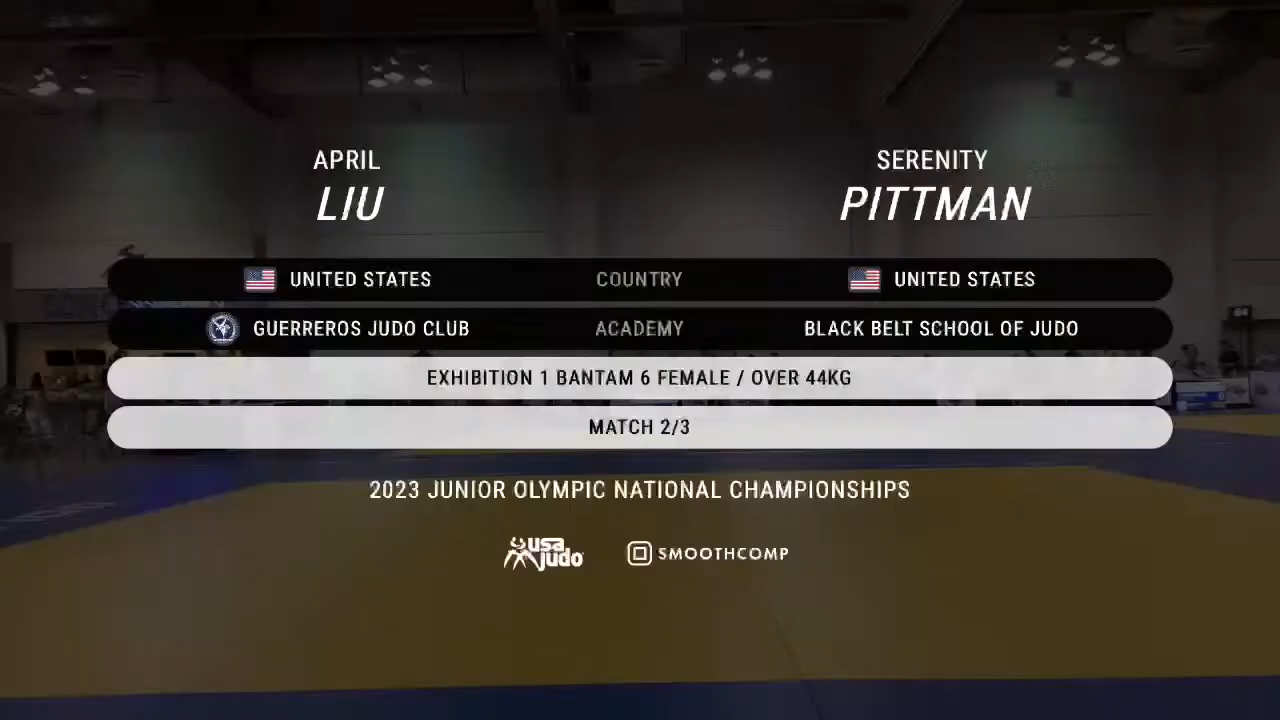 APRIL
LIU
SERENITY
PITTMAN
UNITED STATES COUNTRY UNITED STATES
GUERREROS JUDO CLUB ACADEMY BLACK BELT SCHOOL OF JUDO
EXHIBITION 1 BANTAM 6 FEMALE / OVER 44KG
MATCH 2/3
2023 JUNIOR OLYMPIC NATIONAL CHAMPIONSHIPS
usa
judo
SMOOTHCOMP